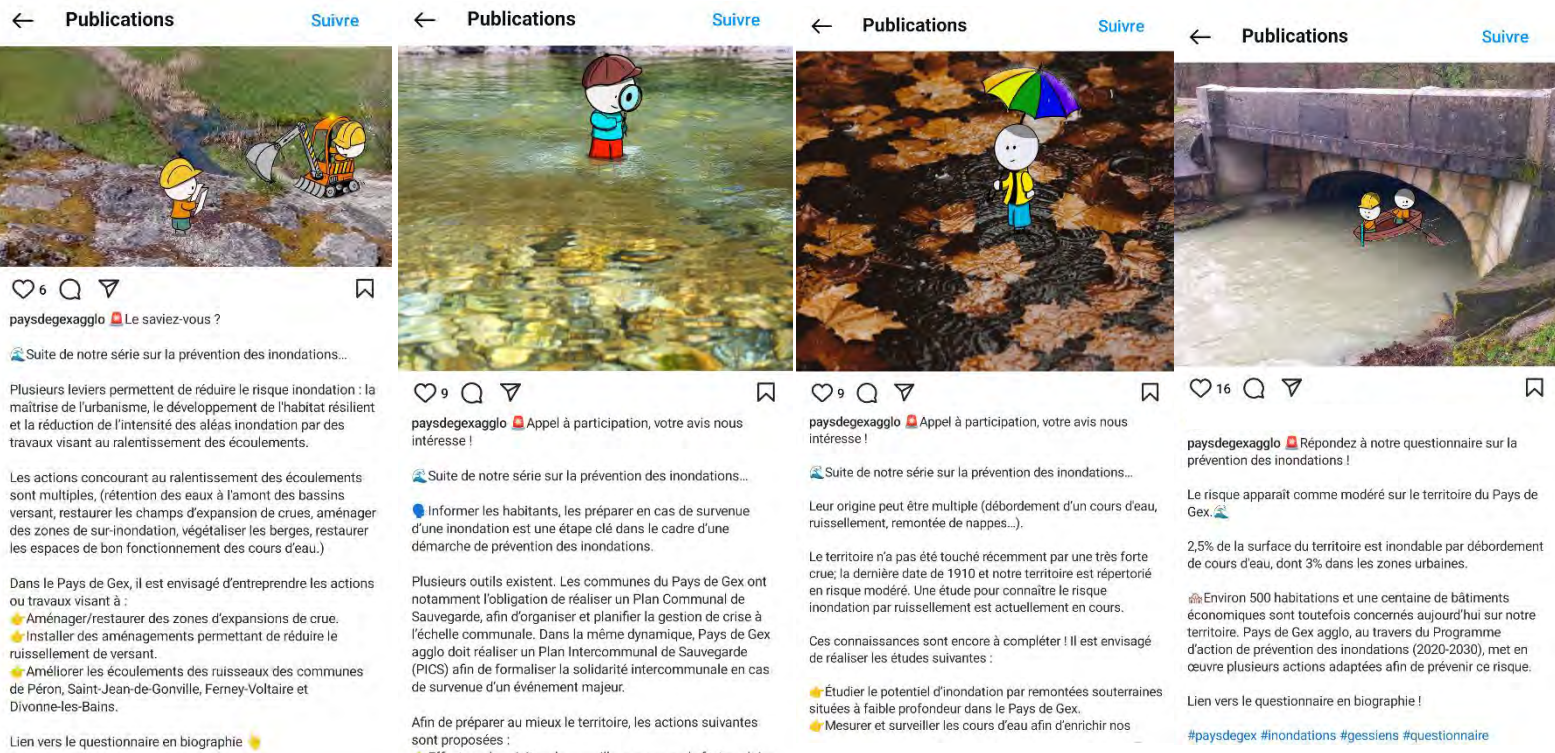 Publications
Suivre
6
paysdegexagglo 🚨Le saviez-vous ?
🌊Suite de notre série sur la prévention des inondations...
Plusieurs leviers permettent de réduire le risque inondation : la
maîtrise de l'urbanisme, le développement de l'habitat résilient
et la réduction de l'intensité des aléas inondation par des
travaux visant au ralentissement des écoulements.
Les actions concourant au ralentissement des écoulements
sont multiples, (rétention des eaux à l'amont des bassins
versant, restaurer les champs d'expansion de crues, aménager
des zones de sur-inondation, végétaliser les berges, restaurer
les espaces de bon fonctionnement des cours d'eau.)
Dans le Pays de Gex, il est envisagé d'entreprendre les actions
ou travaux visant à :
👉Aménager/restaurer des zones d'expansions de crue.
👉Installer des aménagements permettant de réduire le
ruissellement de versant.
👉Améliorer les écoulements des ruisseaux des communes
de Péron, Saint-Jean-de-Gonville, Ferney-Voltaire et
Divonne-les-Bains.
Lien vers le questionnaire en biographie 👆
Publications
Suivre
9
paysdegexagglo 🚨Appel à participation, votre avis nous
intéresse !
🌊Suite de notre série sur la prévention des inondations...
🗣Informer les habitants, les préparer en cas de survenue
d'une inondation est une étape clé dans le cadre d'une
démarche de prévention des inondations.
Plusieurs outils existent. Les communes du Pays de Gex ont
notamment l'obligation de réaliser un Plan Communal de
Sauvegarde, afin d'organiser et planifier la gestion de crise à
l'échelle communale. Dans la même dynamique, Pays de Gex
agglo doit réaliser un Plan Intercommunal de Sauvegarde
(PICS) afin de formaliser la solidarité intercommunale en cas
de survenue d'un événement majeur.
Afin de préparer au mieux le territoire, les actions suivantes
sont proposées :
Publications
Suivre
9
paysdegexagglo 🚨Appel à participation, votre avis nous
intéresse !
🌊Suite de notre série sur la prévention des inondations...
Leur origine peut être multiple (débordement d'un cours d'eau,
ruissellement, remontée de nappes...).
Le territoire n'a pas été touché récemment par une très forte
crue; la dernière date de 1910 et notre territoire est répertorié
en risque modéré. Une étude pour connaître le risque
inondation par ruissellement est actuellement en cours.
Ces connaissances sont encore à compléter ! Il est envisagé
de réaliser les études suivantes :
👉Étudier le potentiel d'inondation par remontées souterraines
situées à faible profondeur dans le Pays de Gex.
👉Mesurer et surveiller les cours d'eau afin d'enrichir nos
Publications
Suivre
16
paysdegexagglo 🚨Répondez à notre questionnaire sur la
prévention des inondations !
Le risque apparaît comme modéré sur le territoire du Pays de
Gex.🌊
2,5% de la surface du territoire est inondable par débordement
de cours d'eau, dont 3% dans les zones urbaines.
🏘Environ 500 habitations et une centaine de bâtiments
économiques sont toutefois concernés aujourd'hui sur notre
territoire. Pays de Gex agglo, au travers du Programme
d'action de prévention des inondations (2020-2030), met en
œuvre plusieurs actions adaptées afin de prévenir ce risque.
Lien vers le questionnaire en biographie !
#paysdegex #inondations #gessiens #questionnaire